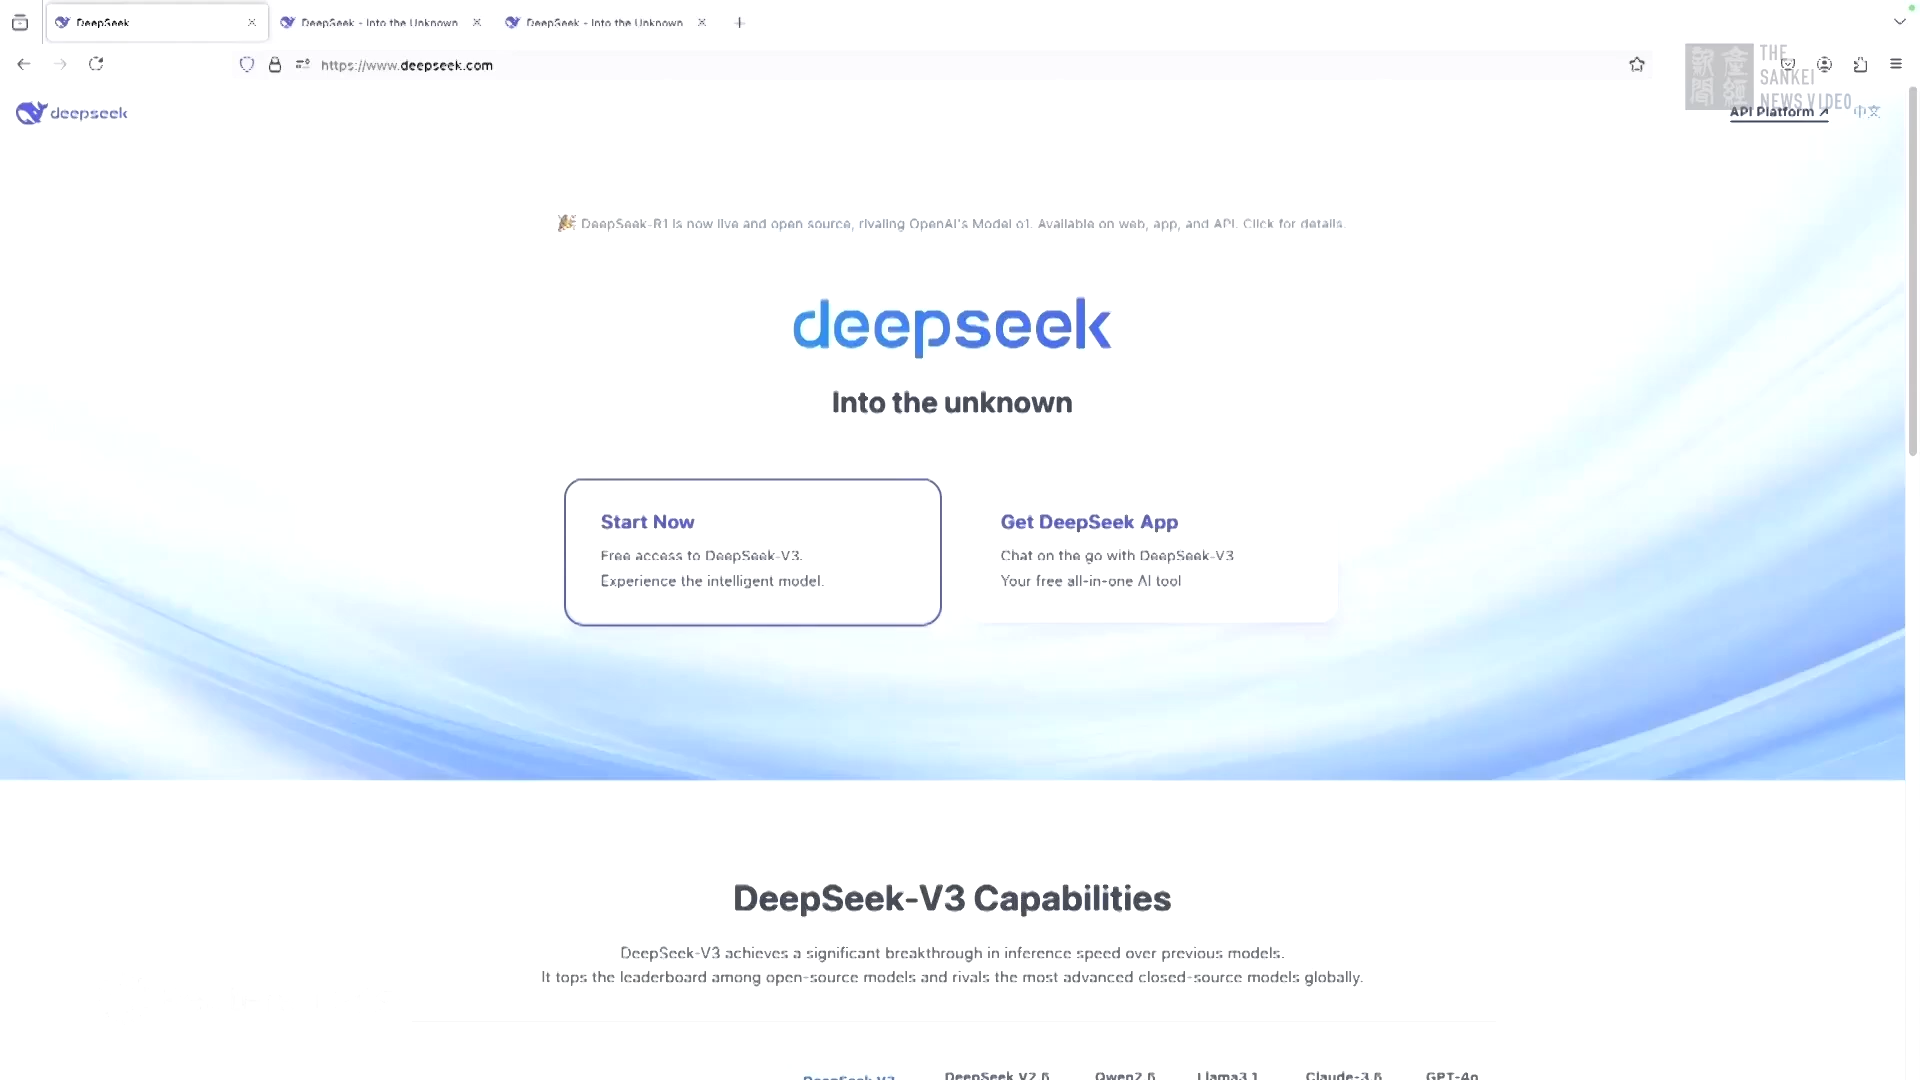 DeepSeek
DeepSeek - Into the Unknown
DeepSeek - Into the Unknown
https://www.deepseek.com
新聞
産經
THE
SANKEI
NEWS VIDEO
deepseek
API Platform ↗
中文
🎉 DeepSeek-R1 is now live and open source, rivaling OpenAI's Model o1. Available on web, app, and API. Click for details.
deepseek
Into the unknown
Start Now
Free access to DeepSeek-V3.
Experience the intelligent model.
Get DeepSeek App
Chat on the go with DeepSeek-V3
Your free all-in-one AI tool
DeepSeek-V3 Capabilities
DeepSeek-V3 achieves a significant breakthrough in inference speed over previous models.
It tops the leaderboard among open-source models and rivals the most advanced closed-source models globally.
DeepSeek-V3
DeepSeek V2.5
Qwen2.5
Llama3.1
Claude-3.5
GPT-4o